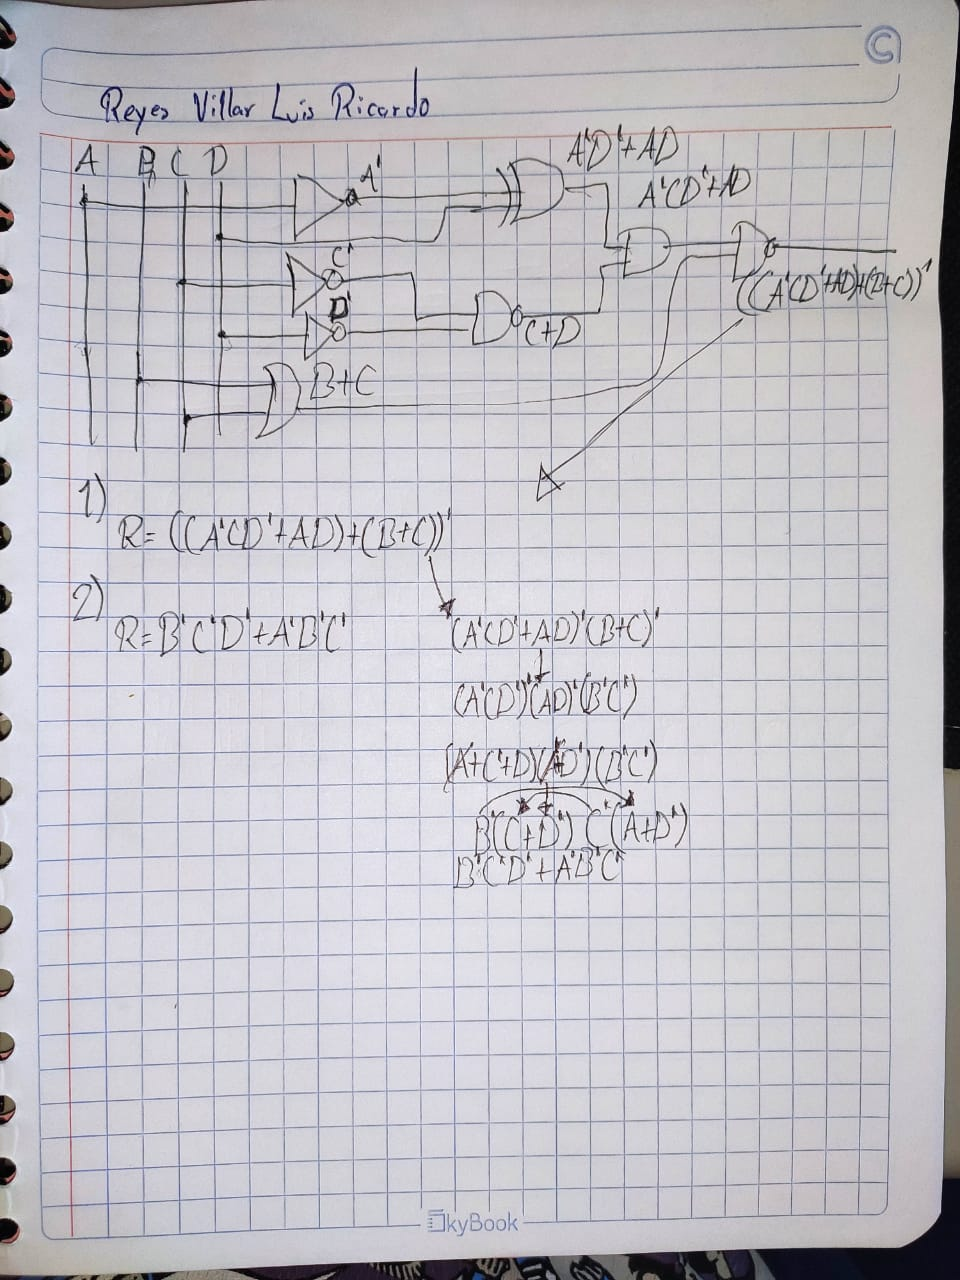 Reyes Villar Luis Ricardo
A B C D
A'
A'D'+AD
A'CD'+AD
C'
D'
C+D
((A'CD'+AD)+(B+C))'
B+C
1)
R= ((A'CD'+AD)+(B+C))'
2)
R=B'C'D'+A'B'C'
(A'CD'+AD)'(B+C)'
(A'CD')'(AD)'(B'C')
(A+C'+D)(A'+D')(B'C')
B'(C'+D') C'(A+D')
B'C'D'+A'B'C'
SkyBook